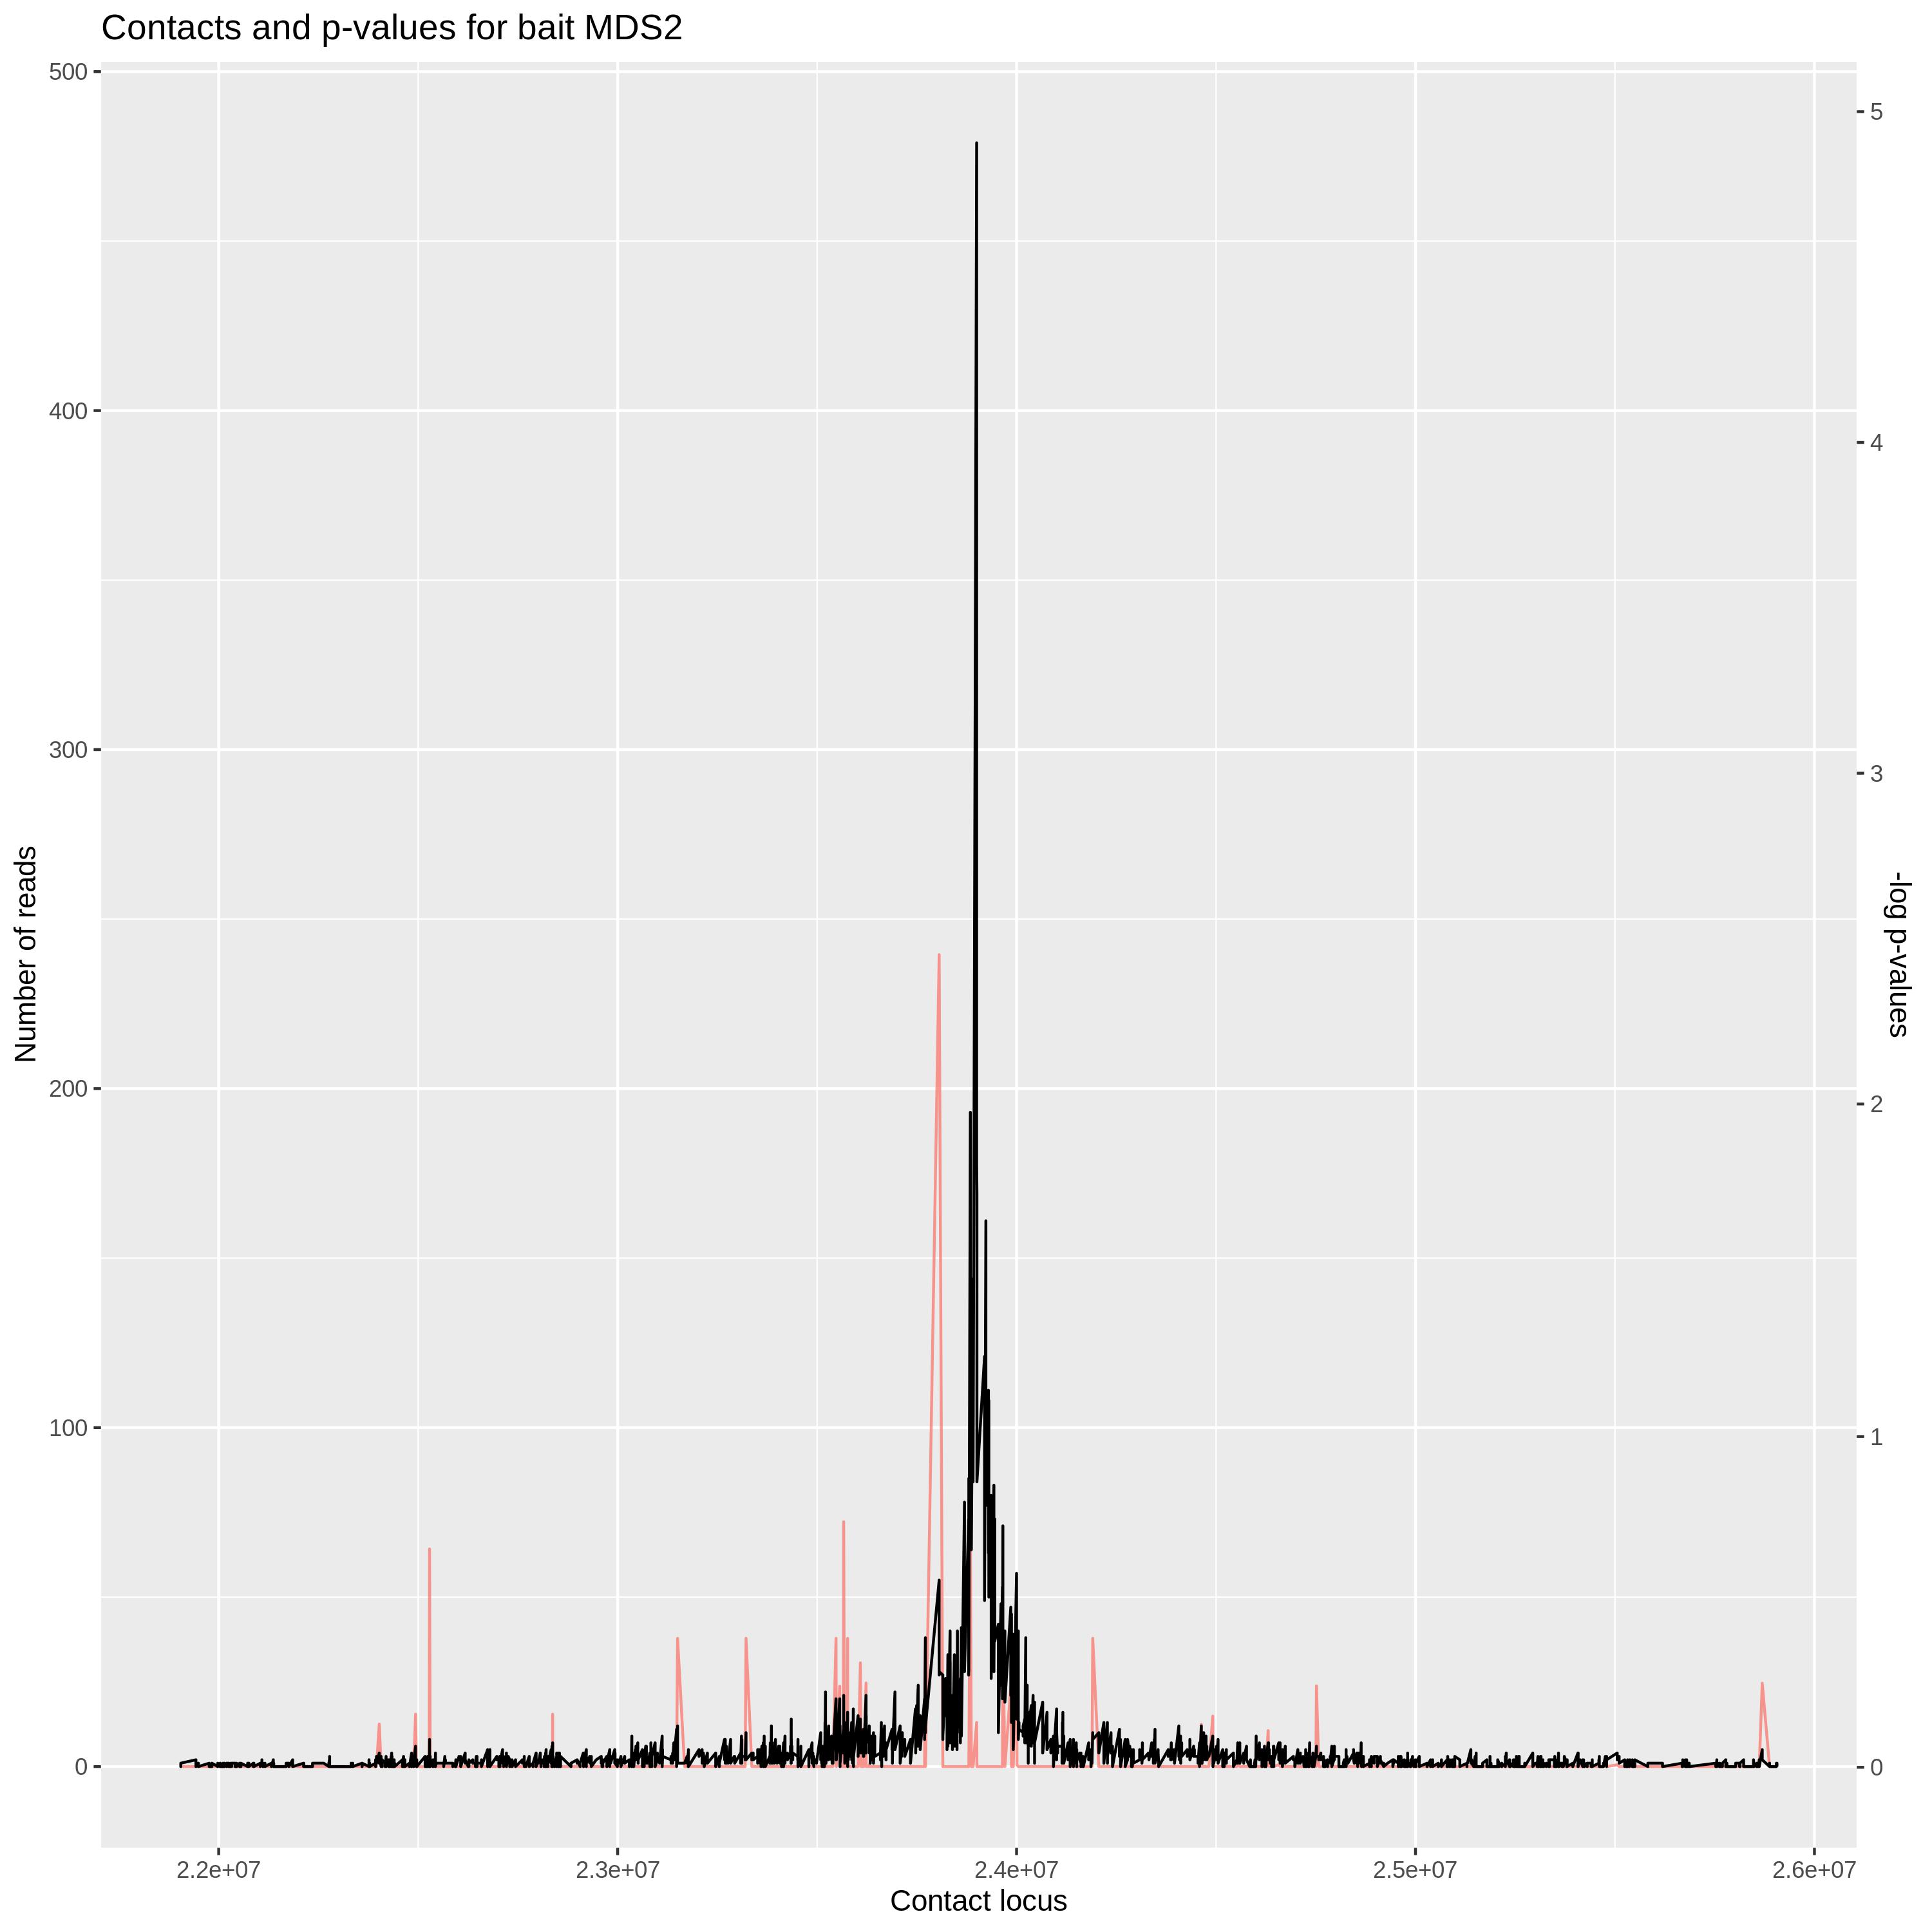 Contacts and p-values for bait MDS2
500
400
300
200
100
0
Number of reads
5
4
3
2
1
0
-log p-values
2.2e+07
2.3e+07
2.4e+07
2.5e+07
2.6e+07
Contact locus